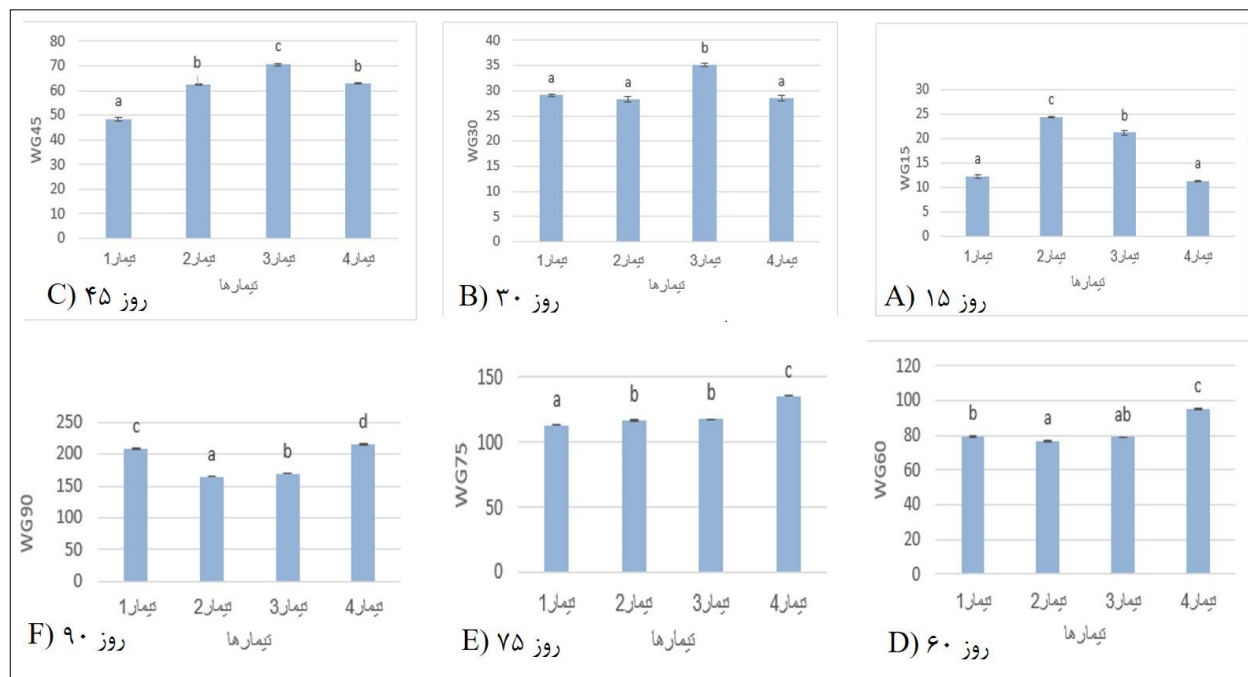 30
25
20
15
10
5
0
WG15
a
c
b
a
تیمار1 تیمار2 تیمار3 تیمار4
تیمارها
A) روز ۱۵
40
35
30
25
20
15
10
5
0
WG30
a
a
b
a
تیمار1 تیمار2 تیمار3 تیمار4
تیمارها
B) روز ۳۰
80
70
60
50
40
30
20
10
0
WG45
a
b
c
b
تیمار1 تیمار2 تیمار3 تیمار4
تیمارها
C) روز ۴۵
120
100
80
60
40
20
0
WG60
b
a
ab
c
تیمار1 تیمار2 تیمار3 تیمار4
تیمارها
D) روز ۶۰
150
100
50
0
WG75
a
b
b
c
تیمار1 تیمار2 تیمار3 تیمار4
تیمارها
E) روز ۷۵
250
200
150
100
50
0
WG90
c
a
b
d
تیمار1 تیمار2 تیمار3 تیمار4
تیمارها
F) روز ۹۰